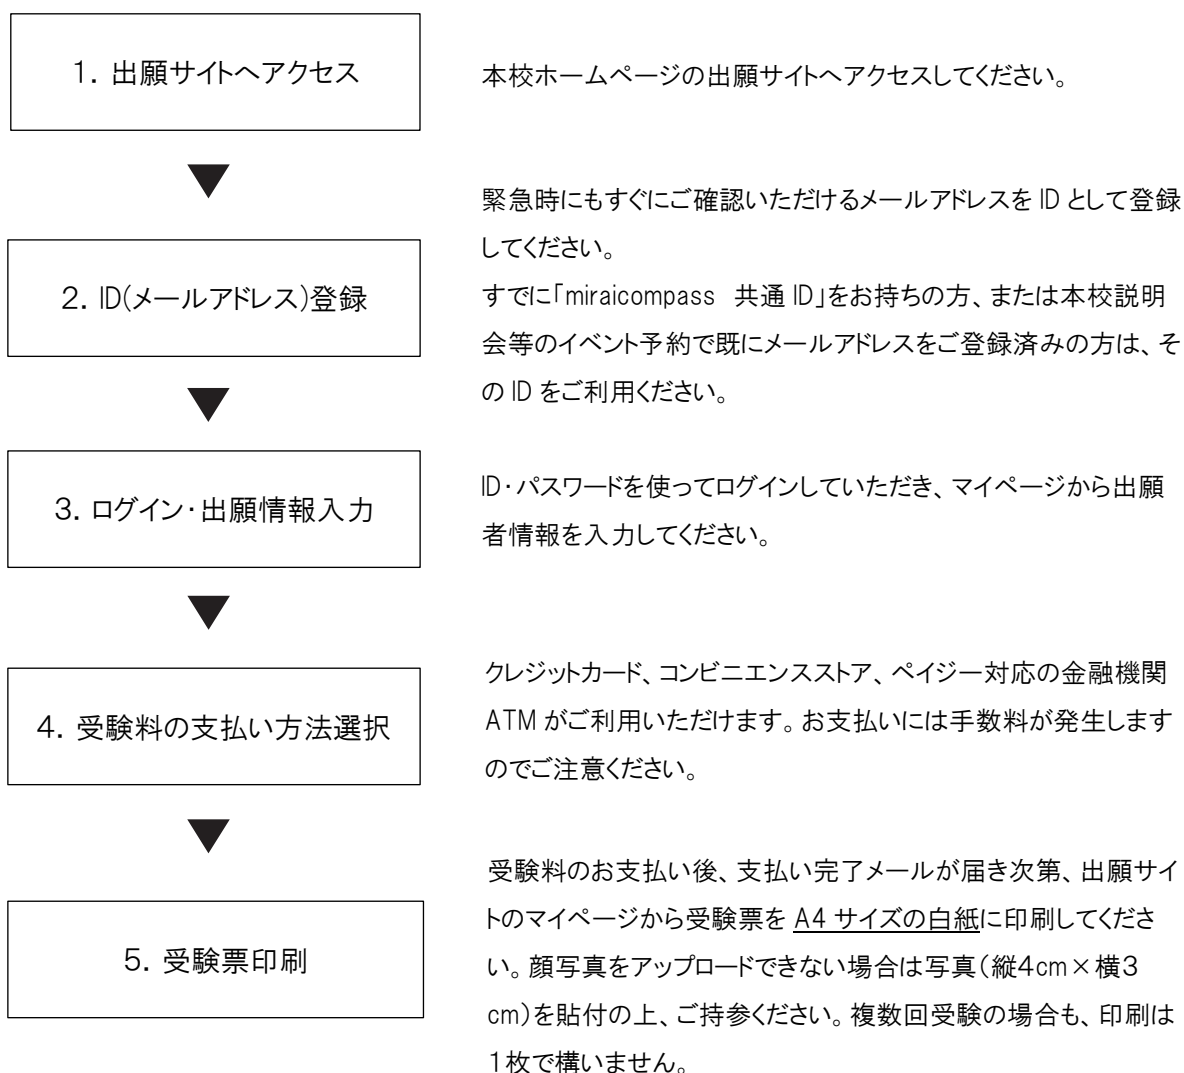 1. 出願サイトへアクセス
本校ホームページの出願サイトへアクセスしてください。
緊急時にもすぐにご確認いただけるメールアドレスを ID として登録
してください。
2. ID(メールアドレス)登録
すでに「miraicompass 共通 ID」をお持ちの方、または本校説明
会等のイベント予約で既にメールアドレスをご登録済みの方は、そ
の ID をご利用ください。
3. ログイン・出願情報入力
ID・パスワードを使ってログインしていただき、マイページから出願
者情報を入力してください。
4. 受験料の支払い方法選択
クレジットカード、コンビニエンスストア、ペイジー対応の金融機関
ATM がご利用いただけます。お支払いには手数料が発生します
のでご注意ください。
5. 受験票印刷
受験料のお支払い後、支払い完了メールが届き次第、出願サイ
トのマイページから受験票を A4 サイズの白紙に印刷してくださ
い。顔写真をアップロードできない場合は写真(縦4cm×横3
cm)を貼付の上、ご持参ください。複数回受験の場合も、印刷は
1枚で構いません。